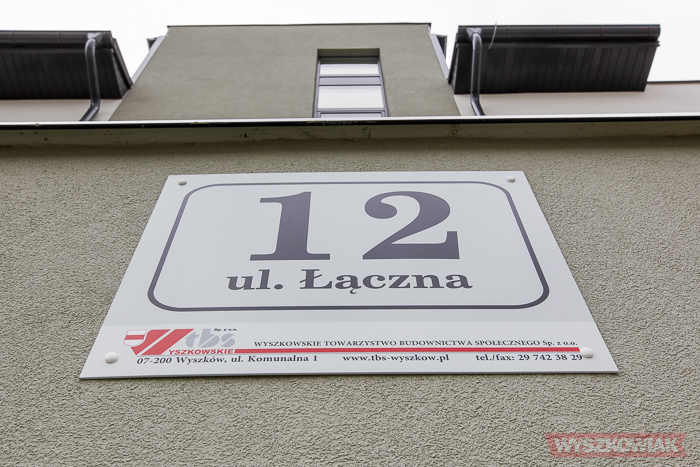 12
ul. Łączna
tbs Sp. z o.o.
WYSZKOWSKIE
WYSZKOWSKIE TOWARZYSTWO BUDOWNICTWA SPOŁECZNEGO Sp. z o.o.
07-200 Wyszków, ul. Komunalna 1 www.tbs-wyszkow.pl tel./fax: 29 742 38 29
WYSZKOWIAK